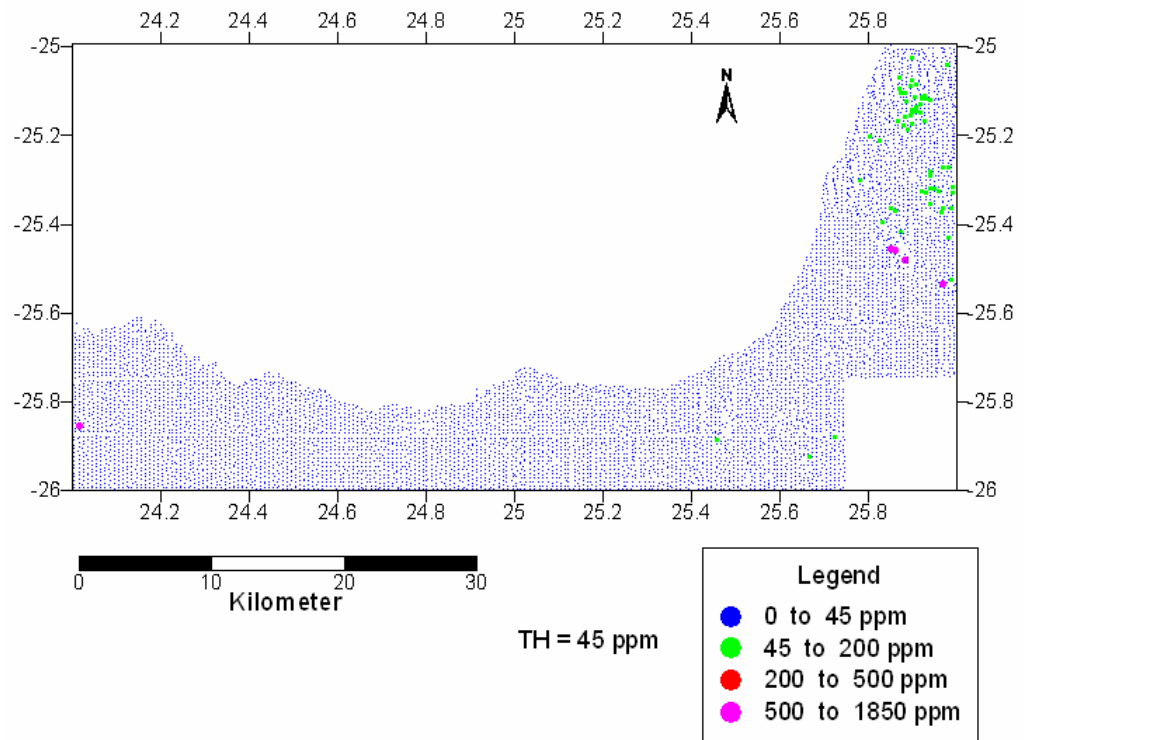 24.2 24.4 24.6 24.8 25 25.2 25.4 25.6 25.8
-25 -25
N
-25.2 -25.2
-25.4 -25.4
-25.6 -25.6
-25.8 -25.8
-26 -26
24.2 24.4 24.6 24.8 25 25.2 25.4 25.6 25.8
0 10 20 30
Kilometer
TH = 45 ppm
Legend
0 to 45 ppm
45 to 200 ppm
200 to 500 ppm
500 to 1850 ppm